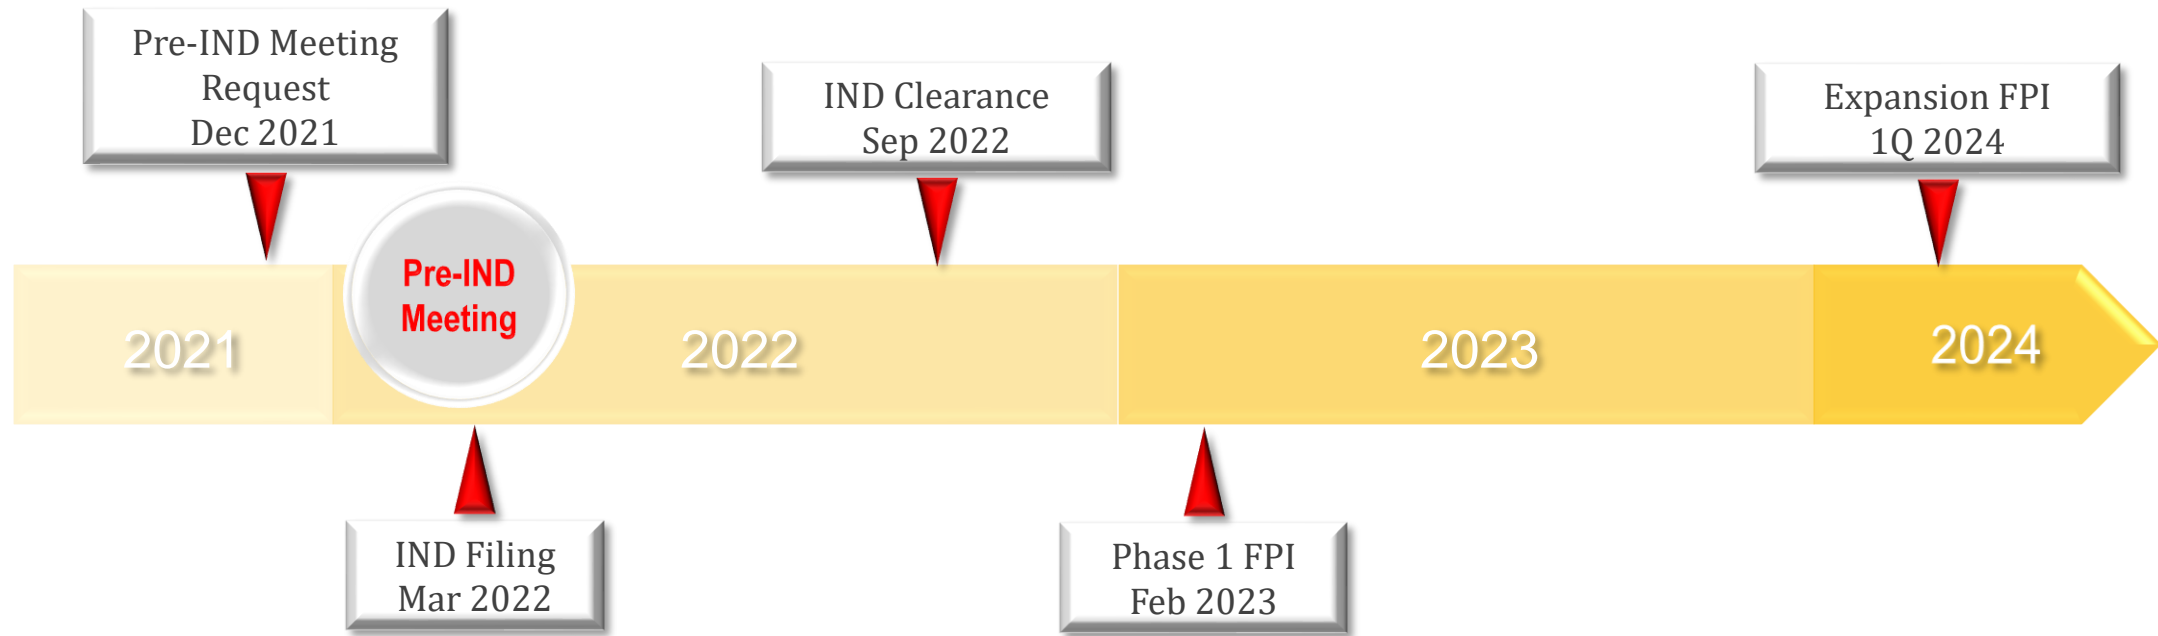 Pre-IND Meeting
Request
Dec 2021
IND Clearance
Sep 2022
Expansion FPI
1Q 2024
Pre-IND
Meeting
2021
2022
2023
2024
IND Filing
Mar 2022
Phase 1 FPI
Feb 2023